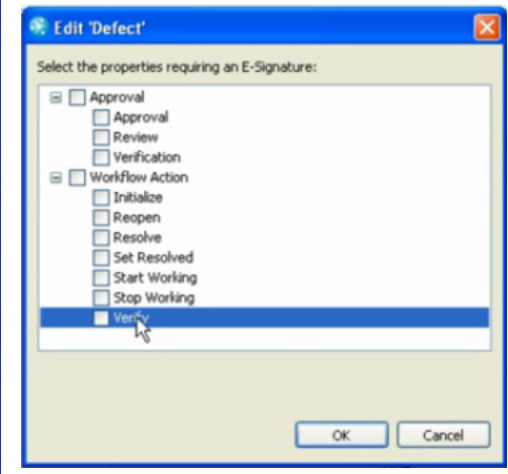 Edit 'Defect'
Select the properties requiring an E-Signature:
Approval
Approval
Review
Verification
Workflow Action
Initialize
Reopen
Resolve
Set Resolved
Start Working
Stop Working
Verify
OK Cancel